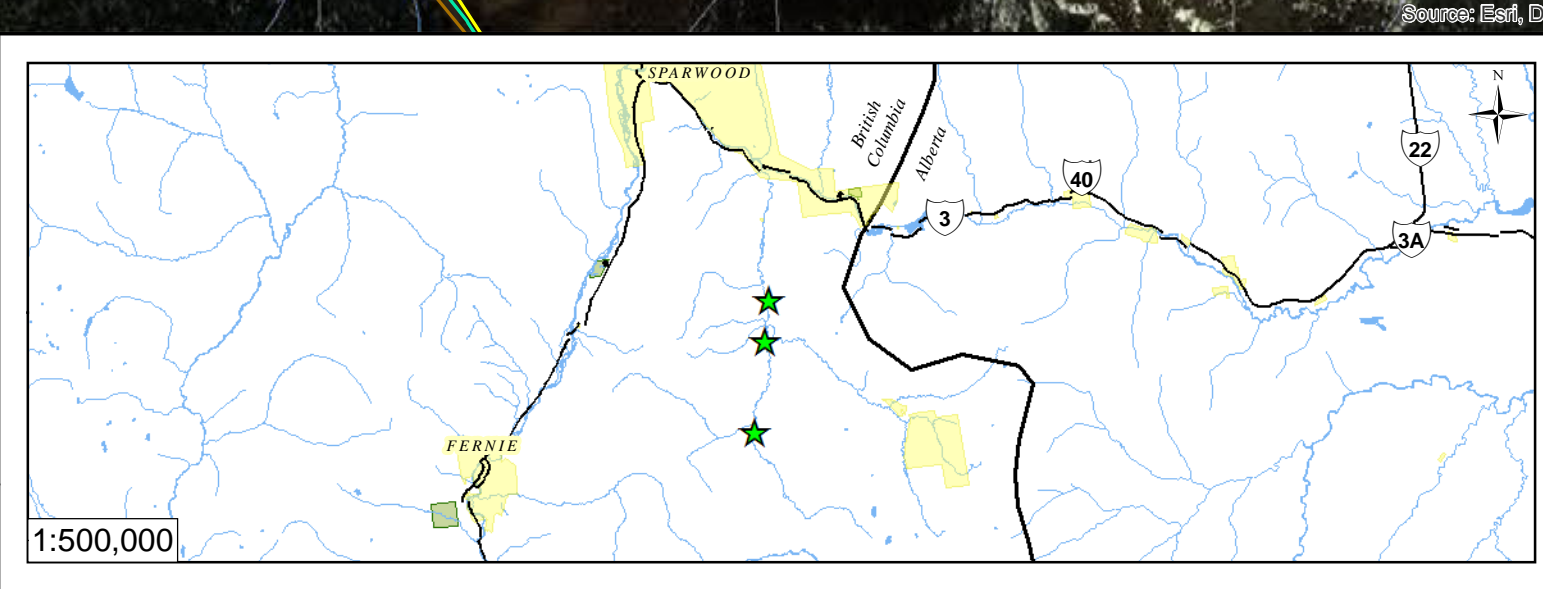 Source: Esri, D
SPARWOOD
N
British
Columbia
Alberta
22
40
3
3A
FERNIE
1:500,000